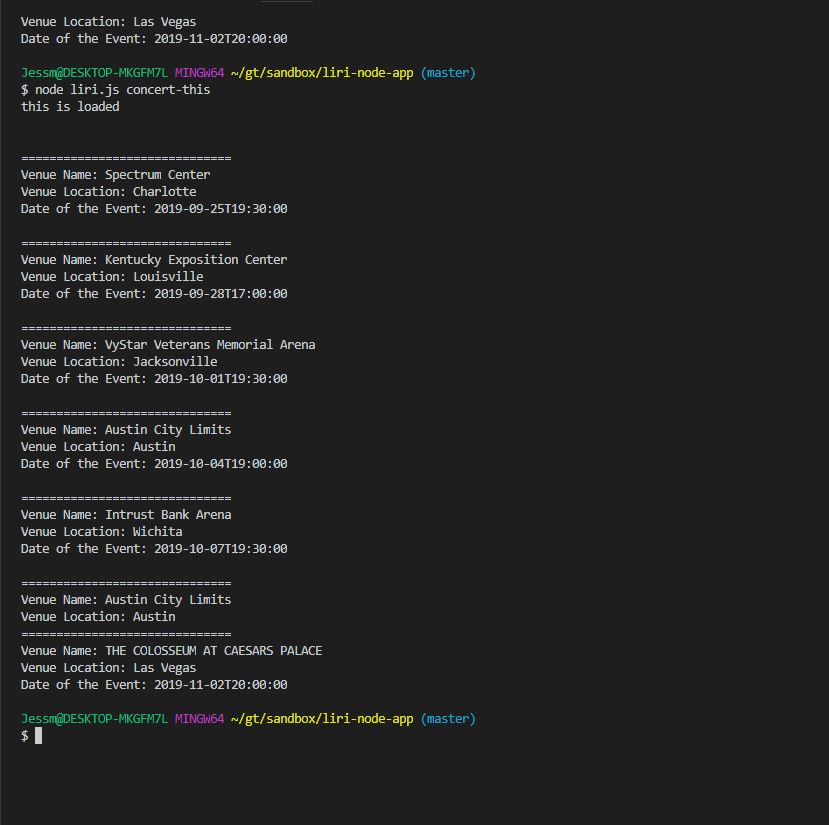 Venue Location: Las Vegas
Date of the Event: 2019-11-02T20:00:00
Jessm@DESKTOP-MKGFM7L MINGW64 ~/gt/sandbox/liri-node-app (master)
$ node liri.js concert-this
this is loaded
==============================
Venue Name: Spectrum Center
Venue Location: Charlotte
Date of the Event: 2019-09-25T19:30:00
==============================
Venue Name: Kentucky Exposition Center
Venue Location: Louisville
Date of the Event: 2019-09-28T17:00:00
==============================
Venue Name: VyStar Veterans Memorial Arena
Venue Location: Jacksonville
Date of the Event: 2019-10-01T19:30:00
==============================
Venue Name: Austin City Limits
Venue Location: Austin
Date of the Event: 2019-10-04T19:00:00
==============================
Venue Name: Intrust Bank Arena
Venue Location: Wichita
Date of the Event: 2019-10-07T19:30:00
==============================
Venue Name: Austin City Limits
Venue Location: Austin
==============================
Venue Name: THE COLOSSEUM AT CAESARS PALACE
Venue Location: Las Vegas
Date of the Event: 2019-11-02T20:00:00
Jessm@DESKTOP-MKGFM7L MINGW64 ~/gt/sandbox/liri-node-app (master)
$